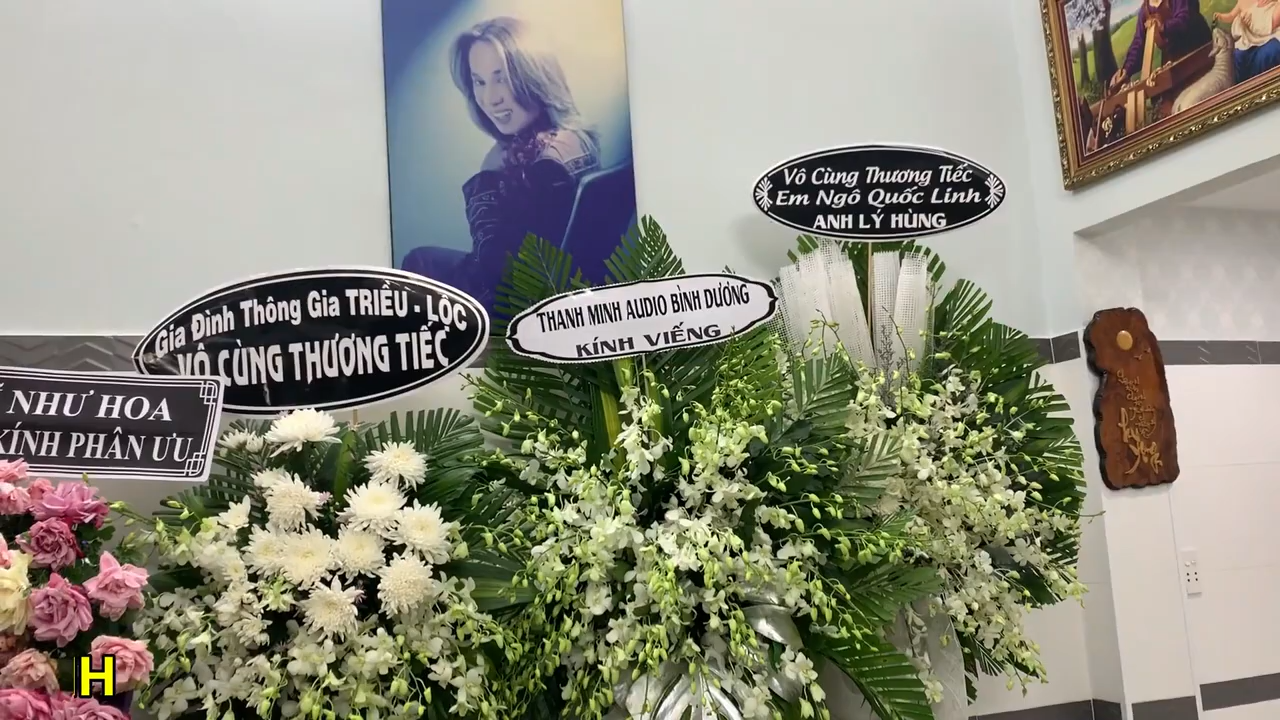 Gia Đình Thông Gia TRIỀU - LỘC
VÔ CÙNG THƯƠNG TIẾC
NHƯ HOA
KÍNH PHÂN ƯU
THANH MINH AUDIO BÌNH DƯƠNG
KÍNH VIẾNG
Vô Cùng Thương Tiếc
Em Ngô Quốc Linh
ANH LÝ HÙNG
H